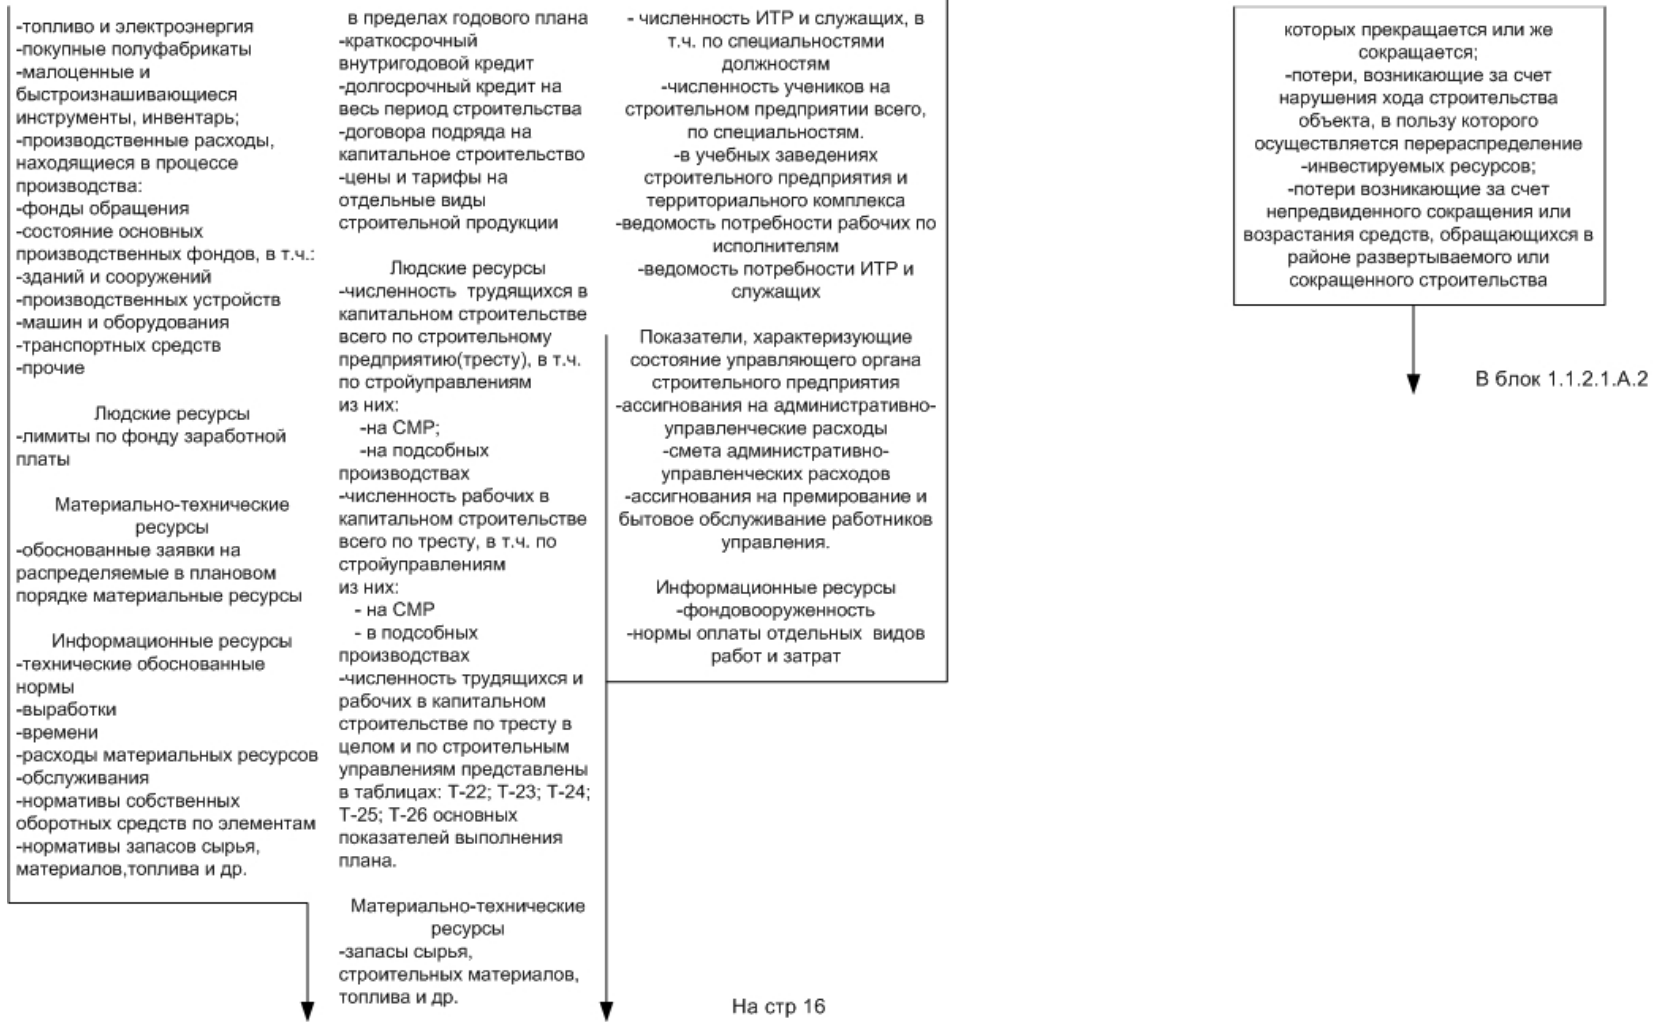 -топливо и электроэнергия
-покупные полуфабрикаты
-малоценные и
быстроизнашивающиеся
инструменты, инвентарь;
-производственные расходы,
находящиеся в процессе
производства:
-фонды обращения
-состояние основных
производственных фондов, в т.ч.:
-зданий и сооружений
-производственных устройств
-машин и оборудования
-транспортных средств
-прочие
Людские ресурсы
-лимиты по фонду заработной
платы
Материально-технические
ресурсы
-обоснованные заявки на
распределяемые в плановом
порядке материальные ресурсы
Информационные ресурсы
-технические обоснованные
нормы
-выработки
-времени
-расходы материальных ресурсов
-обслуживания
-нормативы собственных
оборотных средств по элементам
-нормативы запасов сырья,
материалов,топлива и др.
в пределах годового плана
-краткосрочный
внутригодовой кредит
-долгосрочный кредит на
весь период строительства
-договора подряда на
капитальное строительство
-цены и тарифы на
отдельные виды
строительной продукции
Людские ресурсы
-численность трудящихся в
капитальном строительстве
всего по строительному
предприятию(тресту), в т.ч.
по стройуправлениям
из них:
-на СМР;
-на подсобных
производствах
-численность рабочих в
капитальном строительстве
всего по тресту, в т.ч. по
стройуправлениям
из них:
- на СМР
- в подсобных
производствах
-численность трудящихся и
рабочих в капитальном
строительстве по тресту в
целом и по строительным
управлениям представлены
в таблицах: Т-22; Т-23; Т-24;
Т-25; Т-26 основных
показателей выполнения
плана.
Материально-технические
ресурсы
-запасы сырья,
строительных материалов,
топлива и др.
- численность ИТР и служащих, в
т.ч. по специальностями
должностям
-численность учеников на
строительном предприятии всего,
по специальностям.
-в учебных заведениях
строительного предприятия и
территориального комплекса
-ведомость потребности рабочих по
исполнителям
-ведомость потребности ИТР и
служащих
Показатели, характеризующие
состояние управляющего органа
строительного предприятия
-ассигнования на административно-
управленческие расходы
-смета административно-
управленческих расходов
-ассигнования на премирование и
бытовое обслуживание работников
управления.
Информационные ресурсы
-фондовооруженность
-нормы оплаты отдельных видов
работ и затрат
На стр 16
которых прекращается или же
сокращается;
-потери, возникающие за счет
нарушения хода строительства
объекта, в пользу которого
осуществляется перераспределение
-инвестируемых ресурсов;
-потери возникающие за счет
непредвиденного сокращения или
возрастания средств, обращающихся в
районе развертываемого или
сокращенного строительства
В блок 1.1.2.1.А.2